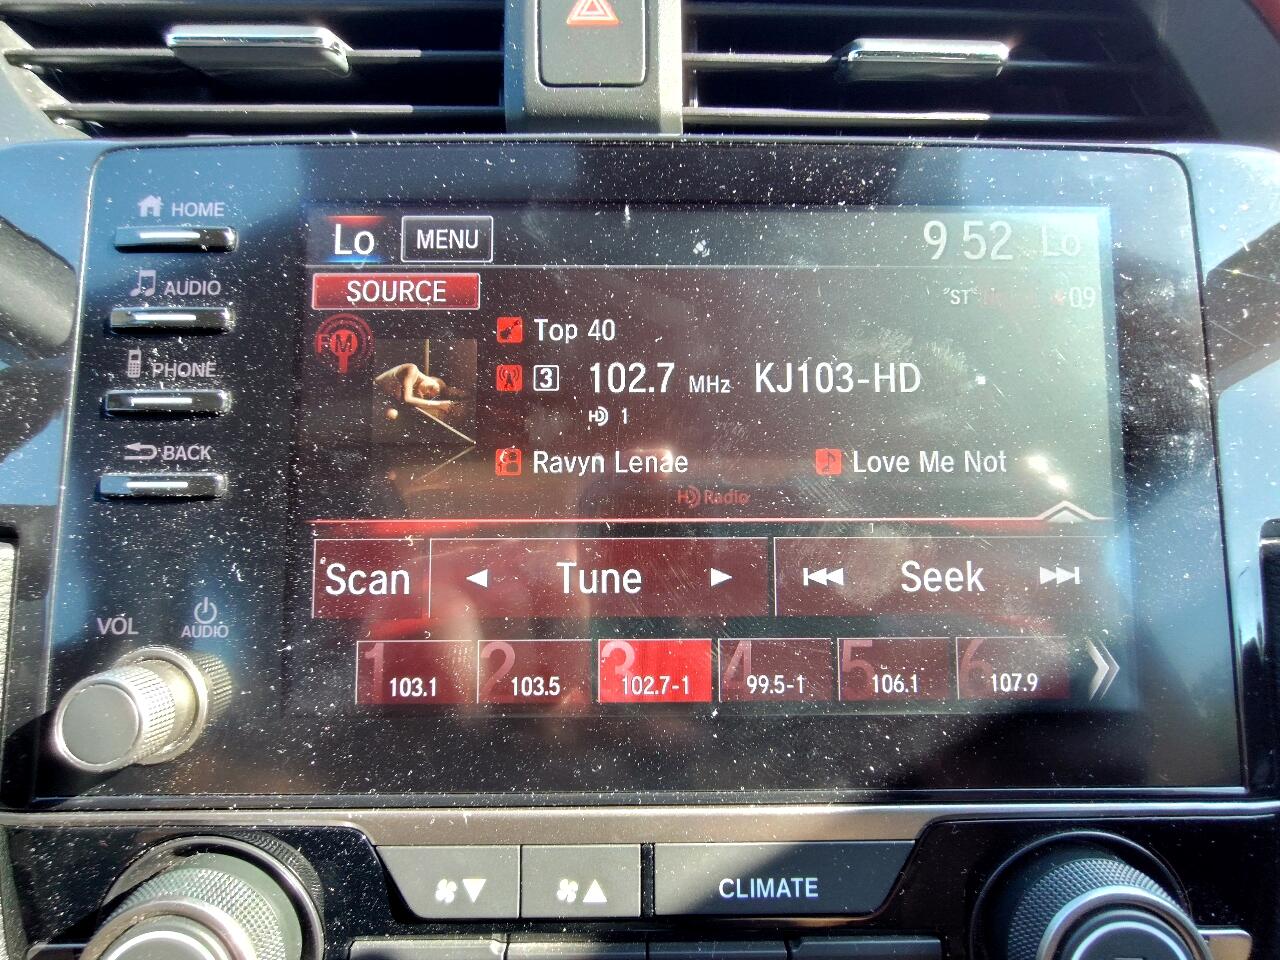 HOME
AUDIO
PHONE
BACK
VOL
AUDIO
Lo MENU 9 52 Lo
SOURCE
"ST" 09
FM
Top 40
3 102.7 MHz KJ103-HD
HD 1
Ravyn Lenae Love Me Not
HD Radio
Scan Tune Seek
1 103.1 2 103.5 3 102.7-1 4 99.5-1 5 106.1 6 107.9
CLIMATE